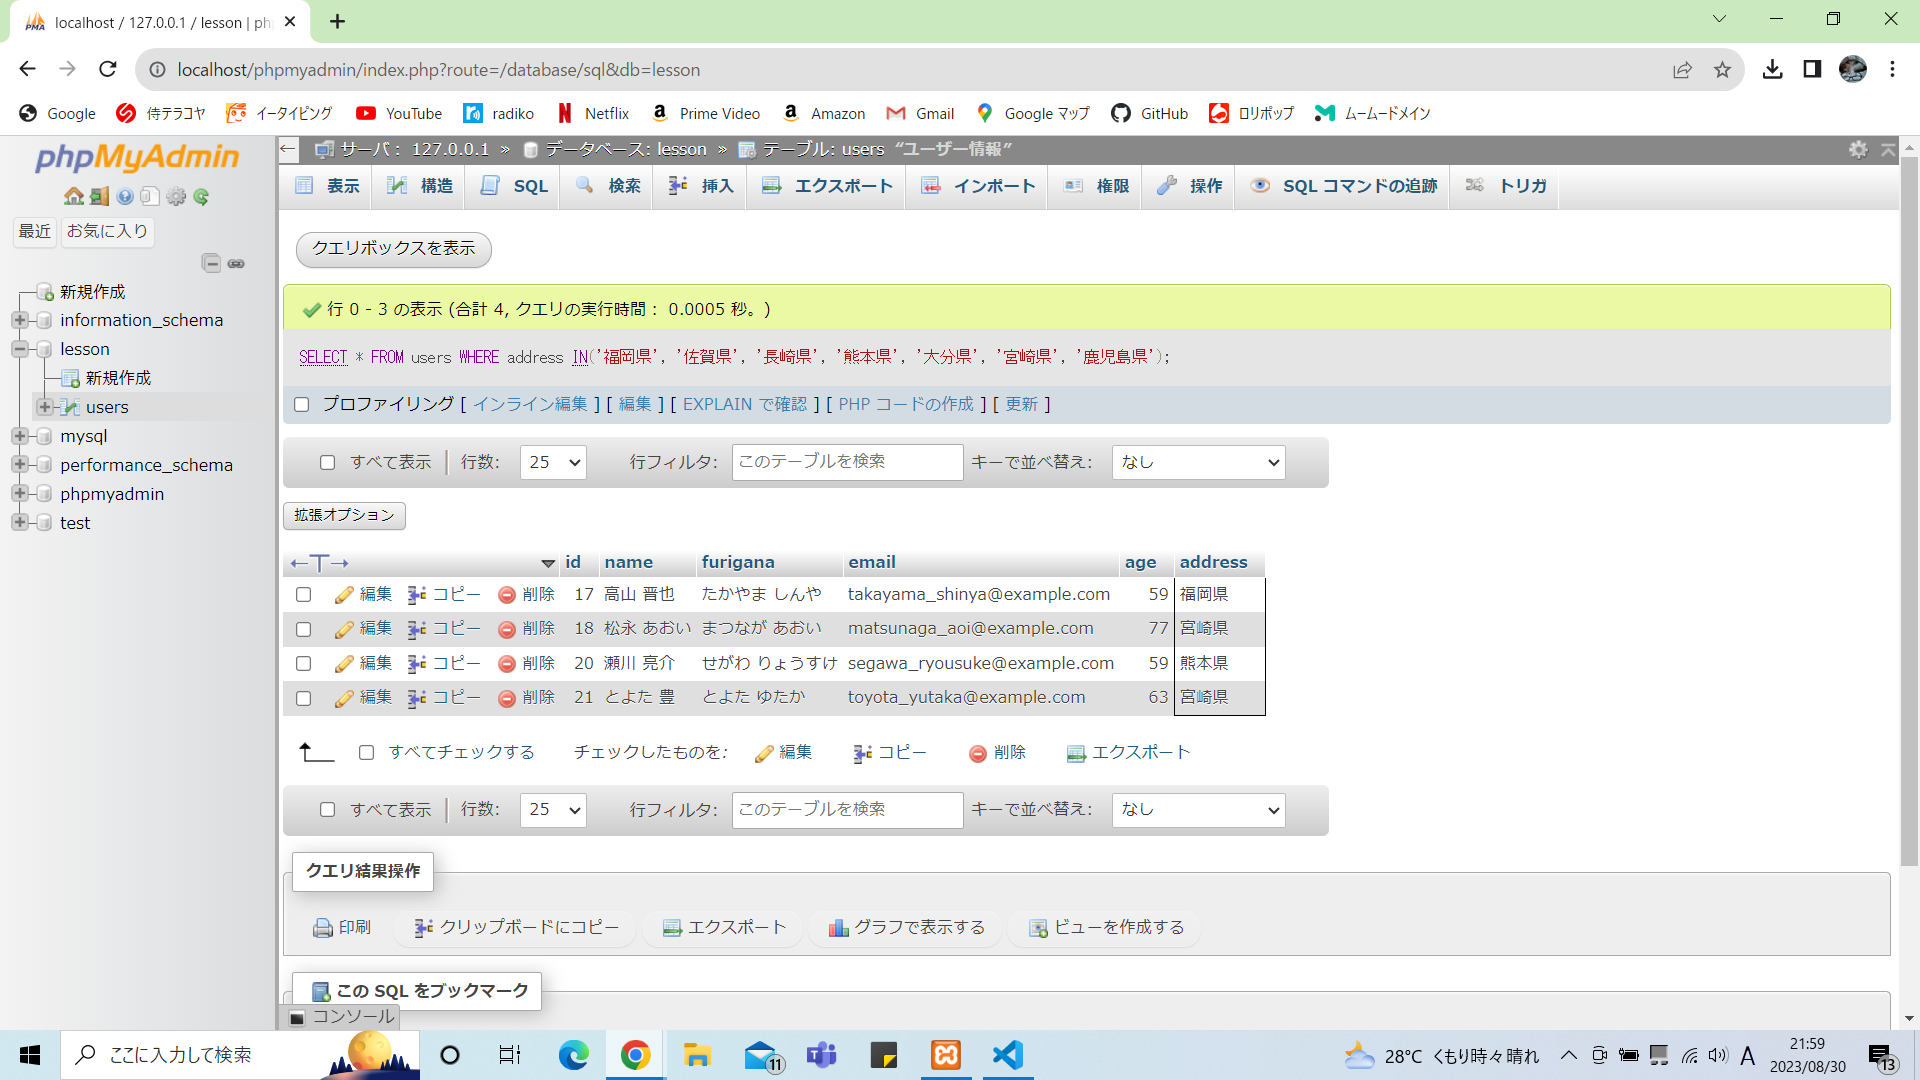 localhost / 127.0.0.1 / lesson | ph
localhost/phpmyadmin/index.php?route=/database/sql&db=lesson
Google 侍テラコヤ イータイピング YouTube radiko Netflix Prime Video Amazon Gmail Google マップ GitHub ロリポップ ムームードメイン
phpMyAdmin
最近 お気に入り
新規作成
information_schema
lesson
新規作成
users
mysql
performance_schema
phpmyadmin
test
サーバ: 127.0.0.1 » データベース: lesson » テーブル: users “ユーザー情報”
表示 構造 SQL 検索 挿入 エクスポート インポート 権限 操作 SQL コマンドの追跡 トリガ
クエリボックスを表示
行 0 - 3 の表示 (合計 4, クエリの実行時間: 0.0005 秒。)
SELECT * FROM users WHERE address IN('福岡県', '佐賀県', '長崎県', '熊本県', '大分県', '宮崎県', '鹿児島県');
プロファイリング [ インライン編集 ] [ 編集 ] [ EXPLAIN で確認 ] [ PHP コードの作成 ] [ 更新 ]
すべて表示 行数: 25 行フィルタ: このテーブルを検索 キーで並べ替え: なし
拡張オプション
←T→ id name furigana email age address
編集 コピー 削除 17 高山 晋也 たかやま しんや takayama_shinya@example.com 59 福岡県
編集 コピー 削除 18 松永 あおい まつなが あおい matsunaga_aoi@example.com 77 宮崎県
編集 コピー 削除 20 瀬川 亮介 せがわ りょうすけ segawa_ryousuke@example.com 59 熊本県
編集 コピー 削除 21 とよた 豊 とよた ゆたか toyota_yutaka@example.com 63 宮崎県
すべてチェックする チェックしたものを: 編集 コピー 削除 エクスポート
すべて表示 行数: 25 行フィルタ: このテーブルを検索 キーで並べ替え: なし
クエリ結果操作
印刷 クリップボードにコピー エクスポート グラフで表示する ビューを作成する
この SQL をブックマーク
コンソール
ここに入力して検索
11
28°C くもり時々晴れ
A
21:59
2023/08/30
13